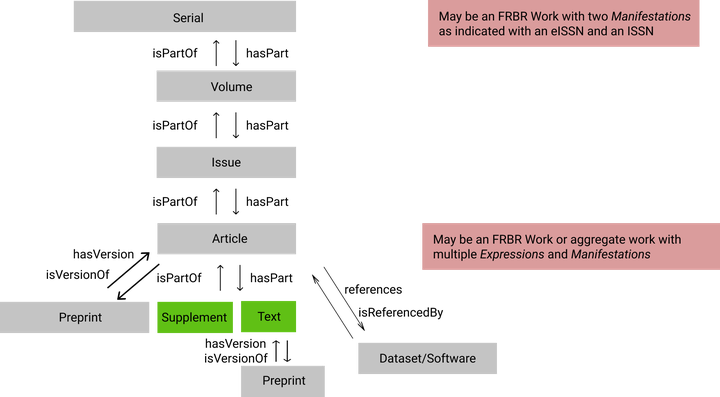 Serial
May be an FRBR Work with two Manifestations
as indicated with an eISSN and an ISSN
isPartOf
hasPart
Volume
isPartOf
hasPart
Issue
isPartOf
hasPart
Article
May be an FRBR Work or aggregate work with
multiple Expressions and Manifestations
hasVersion
isVersionOf
isPartOf
hasPart
references
isReferencedBy
Preprint
Supplement
Text
hasVersion
isVersionOf
Dataset/Software
Preprint